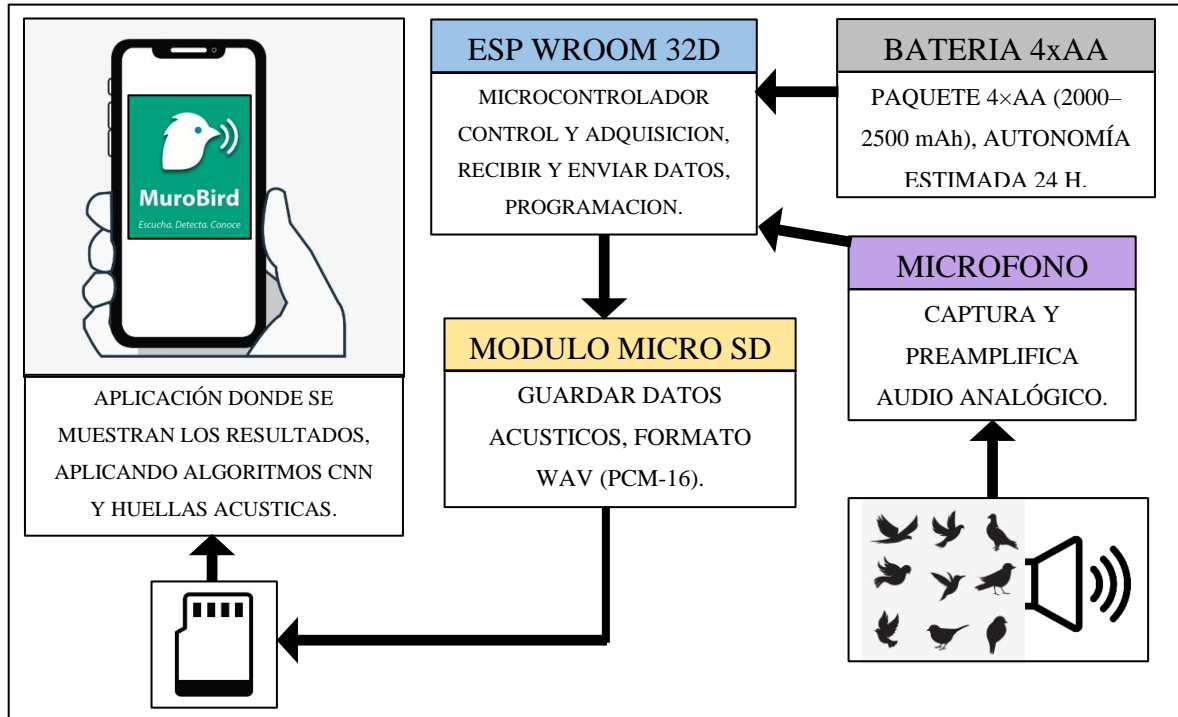 MuroBird
Escucha. Detecta. Conoce
APLICACIÓN DONDE SE
MUESTRAN LOS RESULTADOS,
APLICANDO ALGORITMOS CNN
Y HUELLAS ACUSTICAS.
ESP WROOM 32D
MICROCONTROLADOR
CONTROL Y ADQUISICION,
RECIBIR Y ENVIAR DATOS,
PROGRAMACION.
BATERIA 4xAA
PAQUETE 4×AA (2000–
2500 mAh), AUTONOMÍA
ESTIMADA 24 H.
MICROFONO
CAPTURA Y
PREAMPLIFICA
AUDIO ANALÓGICO.
MODULO MICRO SD
GUARDAR DATOS
ACUSTICOS, FORMATO
WAV (PCM-16).